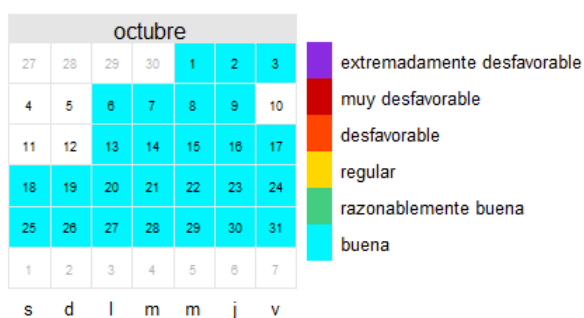 octubre
27 28 29 30 1 2 3
4 5 6 7 8 9 10
11 12 13 14 15 16 17
18 19 20 21 22 23 24
25 26 27 28 29 30 31
1 2 3 4 5 6 7
s d l m m j v
extremadamente desfavorable
muy desfavorable
desfavorable
regular
razonablemente buena
buena